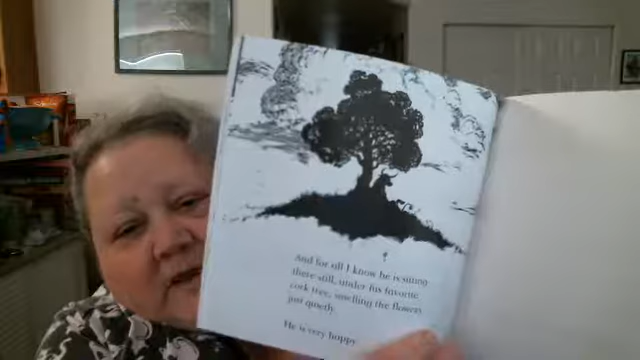 And for all I know he is sitting
there still, under his favorite
cork tree, smelling the flowers
just quietly.
He is very happy